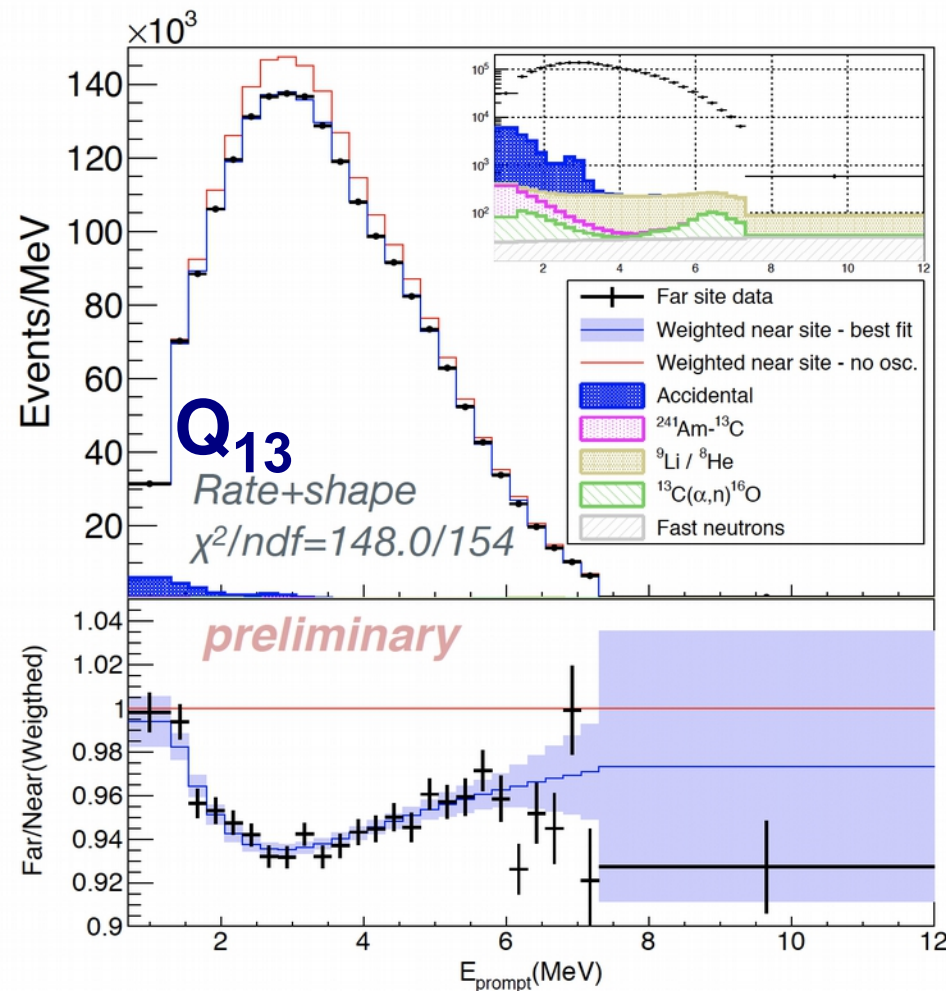 ×10³
Events/MeV
140
120
100
80
60
40
20
10⁵
10⁴
10³
10²
2 4 6 8 10 12
Far site data
Weighted near site - best fit
Weighted near site - no osc.
Accidental
²⁴¹Am-¹³C
⁹Li / ⁸He
¹³C(α,n)¹⁶O
Fast neutrons
Q₁₃
Rate+shape
χ²/ndf=148.0/154
preliminary
Far/Near(Weigthed)
1.04
1.02
1
0.98
0.96
0.94
0.92
0.9
2 4 6 8 10 12
E_prompt(MeV)